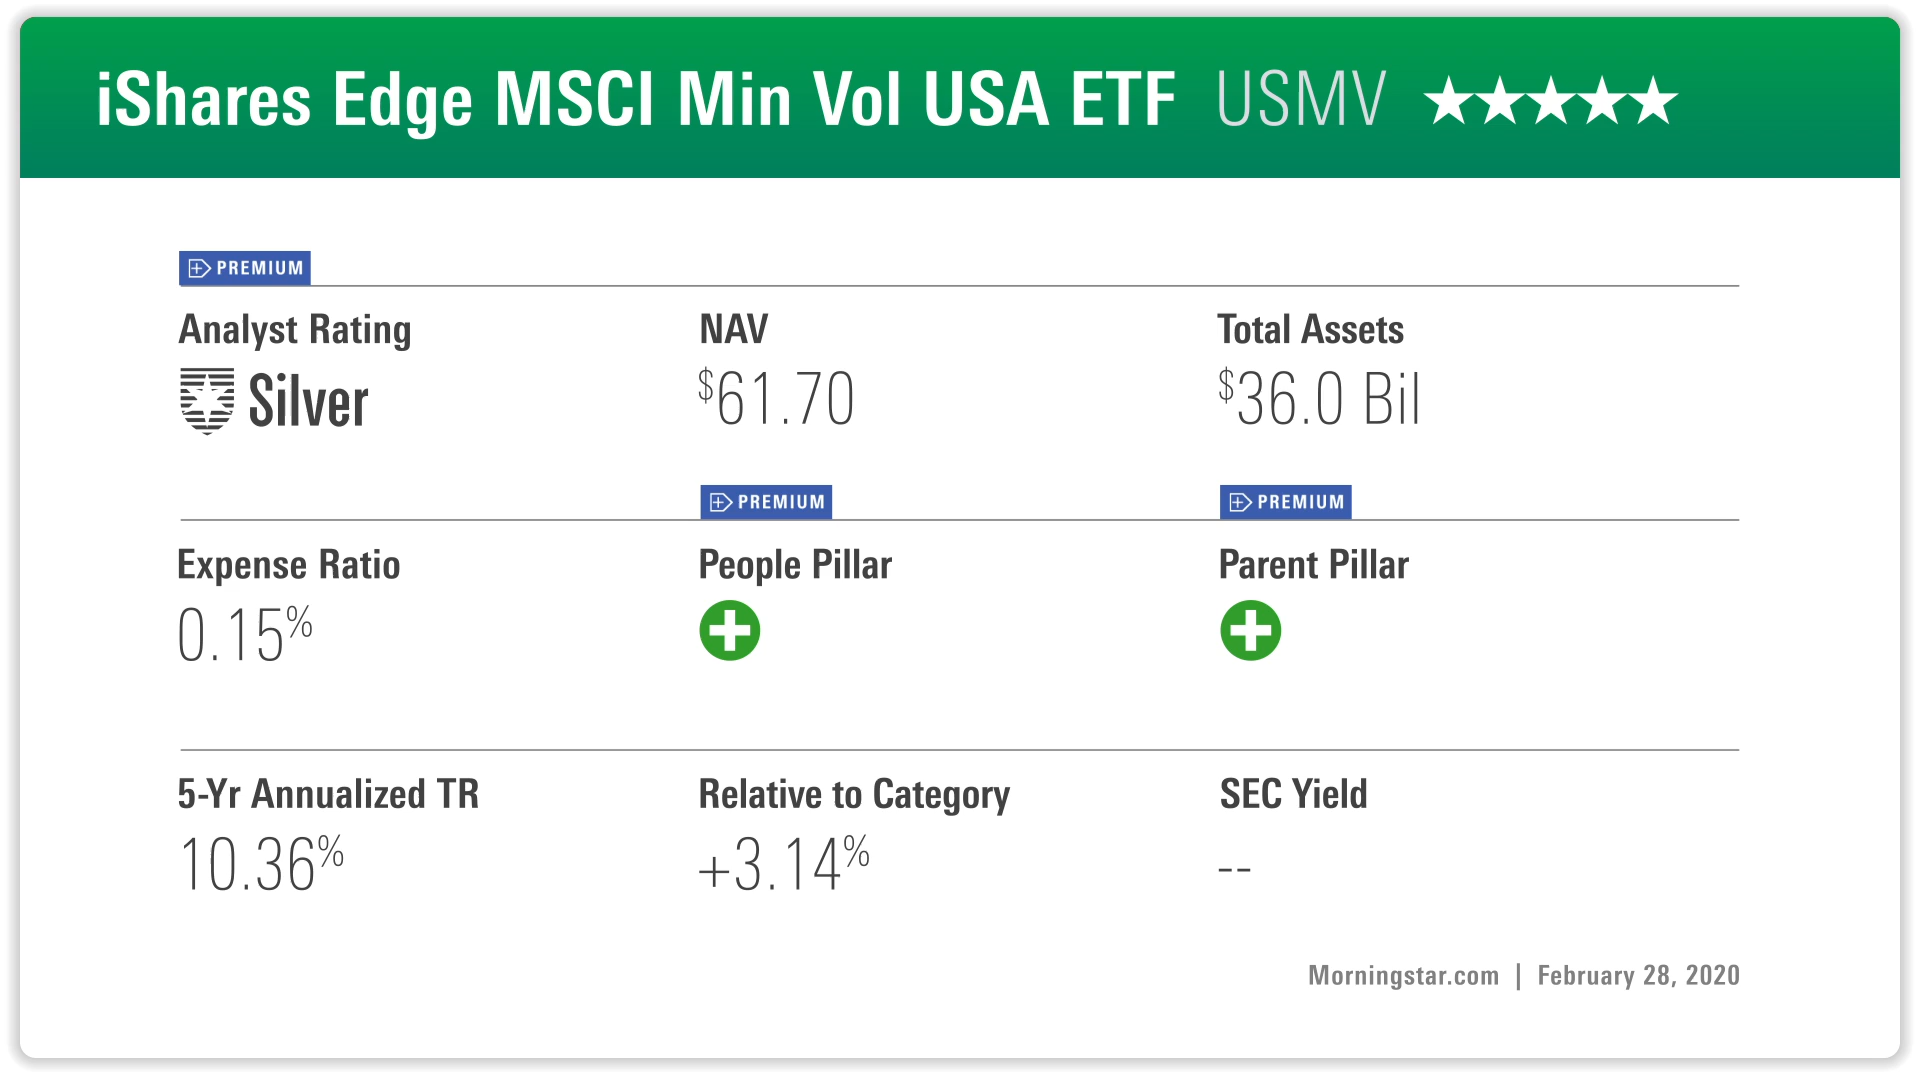 iShares Edge MSCI Min Vol USA ETF USMV
PREMIUM
Analyst Rating NAV Total Assets
Silver $61.70 $36.0 Bil
PREMIUM PREMIUM
Expense Ratio People Pillar Parent Pillar
0.15%
5-Yr Annualized TR Relative to Category SEC Yield
10.36% +3.14% --
Morningstar.com | February 28, 2020